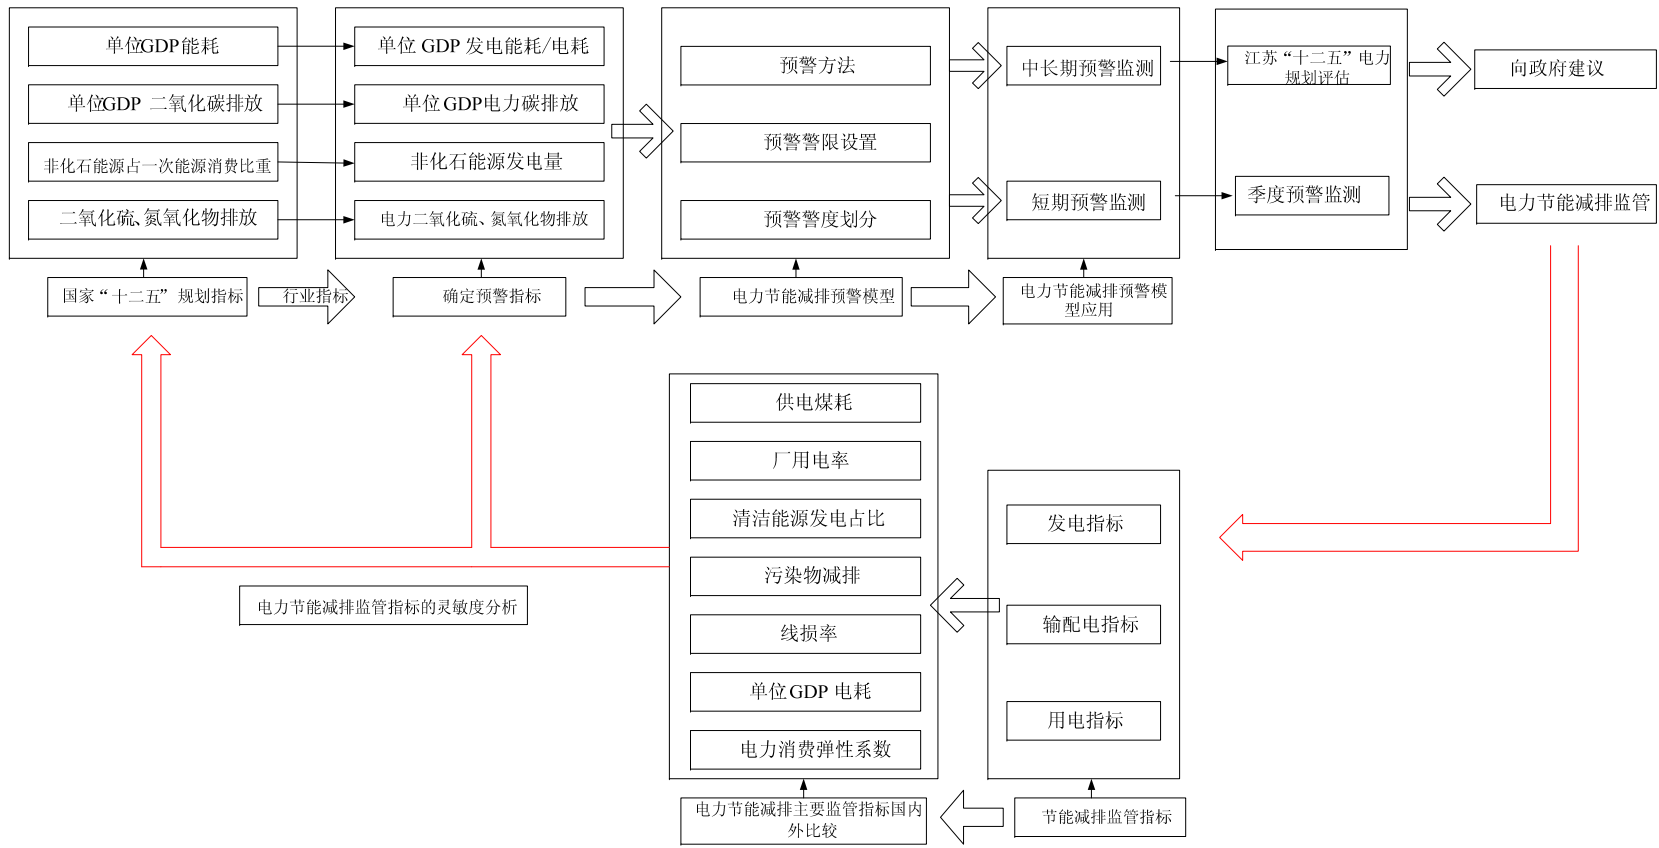 单位GDP能耗
单位GDP 二氧化碳排放
非化石能源占一次能源消费比重
二氧化硫、氮氧化物排放
国家“十二五”规划指标
行业指标
单位 GDP 发电能耗/电耗
单位 GDP电力碳排放
非化石能源发电量
电力二氧化硫、氮氧化物排放
确定预警指标
预警方法
预警警限设置
预警警度划分
电力节能减排预警模型
中长期预警监测
短期预警监测
电力节能减排预警模
型应用
江苏“十二五”电力
规划评估
季度预警监测
向政府建议
电力节能减排监管
发电指标
输配电指标
用电指标
节能减排监管指标
供电煤耗
厂用电率
清洁能源发电占比
污染物减排
线损率
单位GDP 电耗
电力消费弹性系数
电力节能减排主要监管指标国内
外比较
电力节能减排监管指标的灵敏度分析